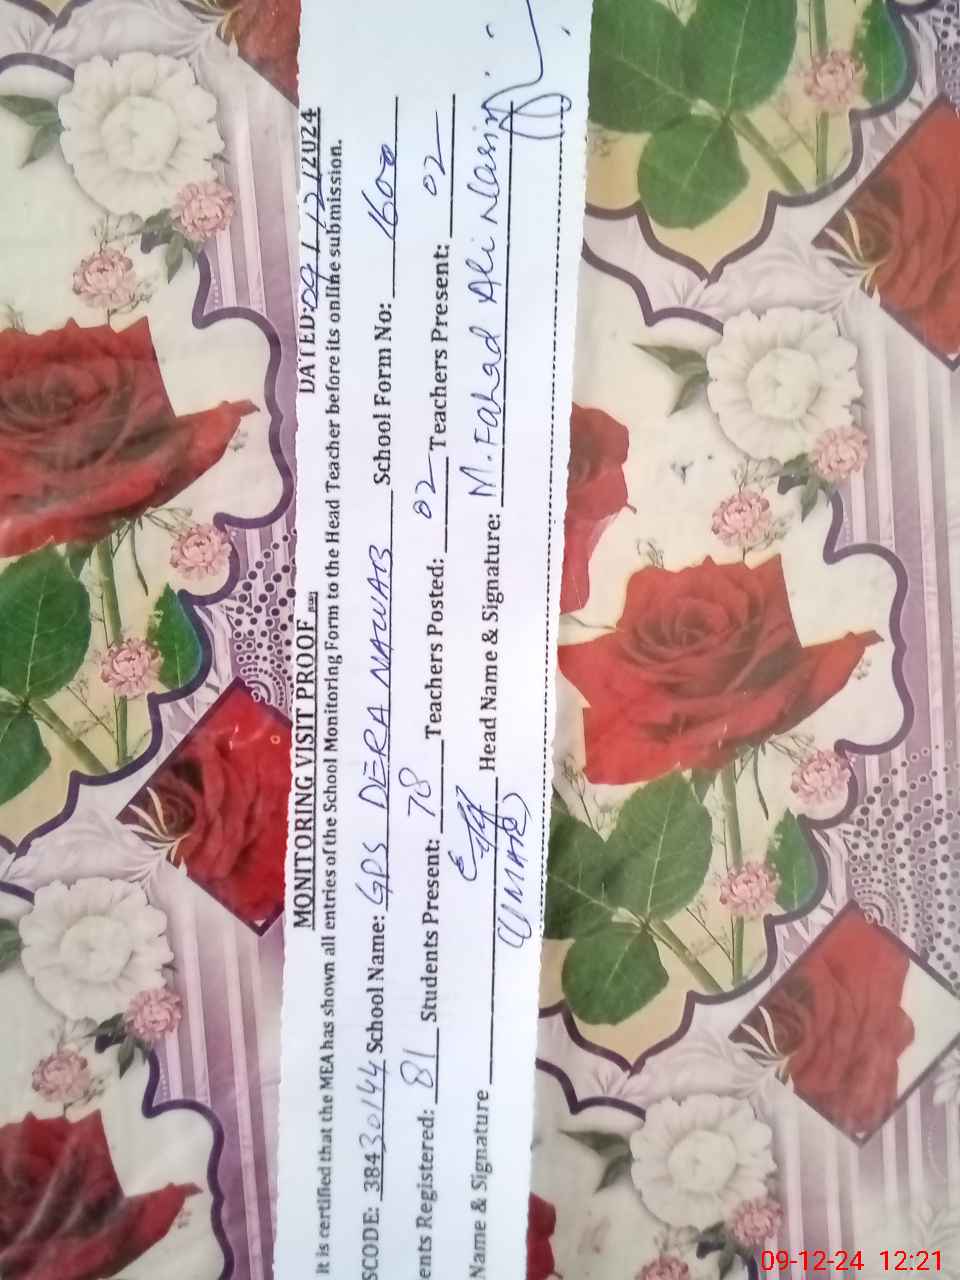 MONITORING VISIT PROOF DATED: 09/12/2024
It is certified that the MEA has shown all entries of the School Monitoring Form to the Head Teacher before its online submission.
SCODE: 38430144 School Name: GPS DERA NAWAB School Form No: 1600
ents Registered: 81 Students Present: 78 Teachers Posted: 02 Teachers Present: 02
Name & Signature Head Name & Signature: M. Fahad Ali Nasir
UMAR
09-12-24 12:21